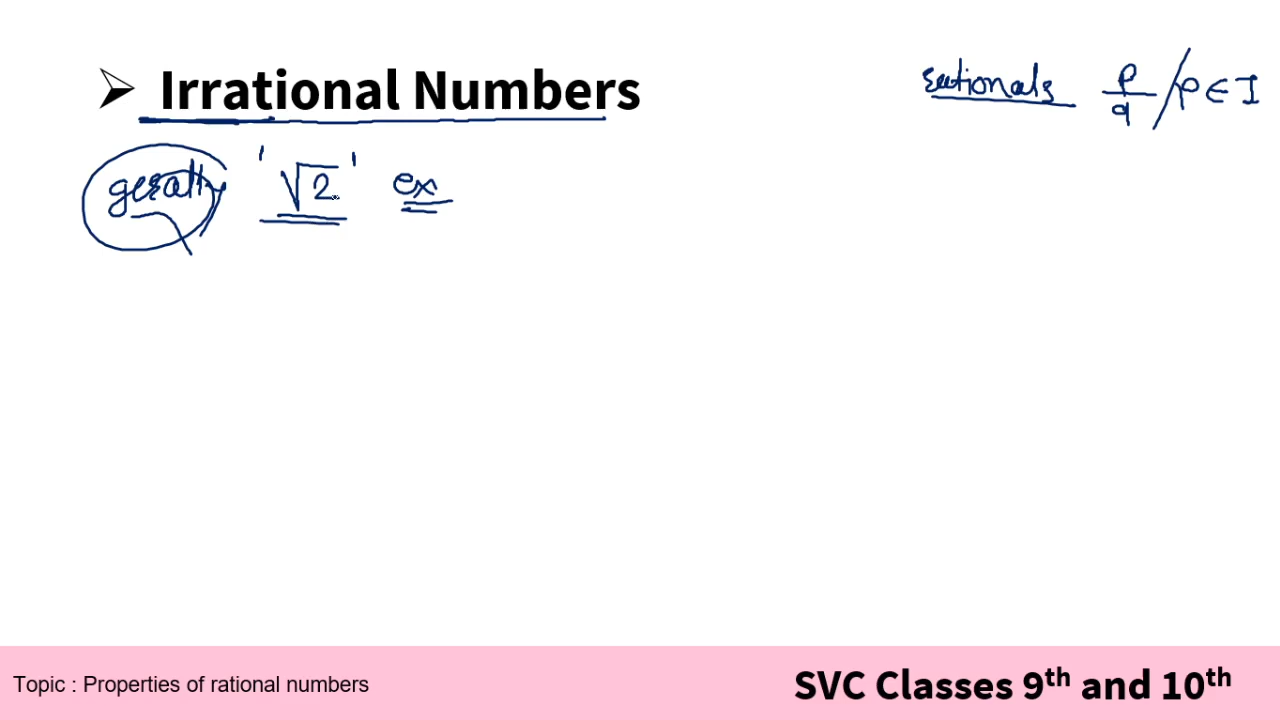 Irrational Numbers
rationals p/q / p ∈ I
' √2 ' ex
Topic : Properties of rational numbers
SVC Classes 9th and 10th